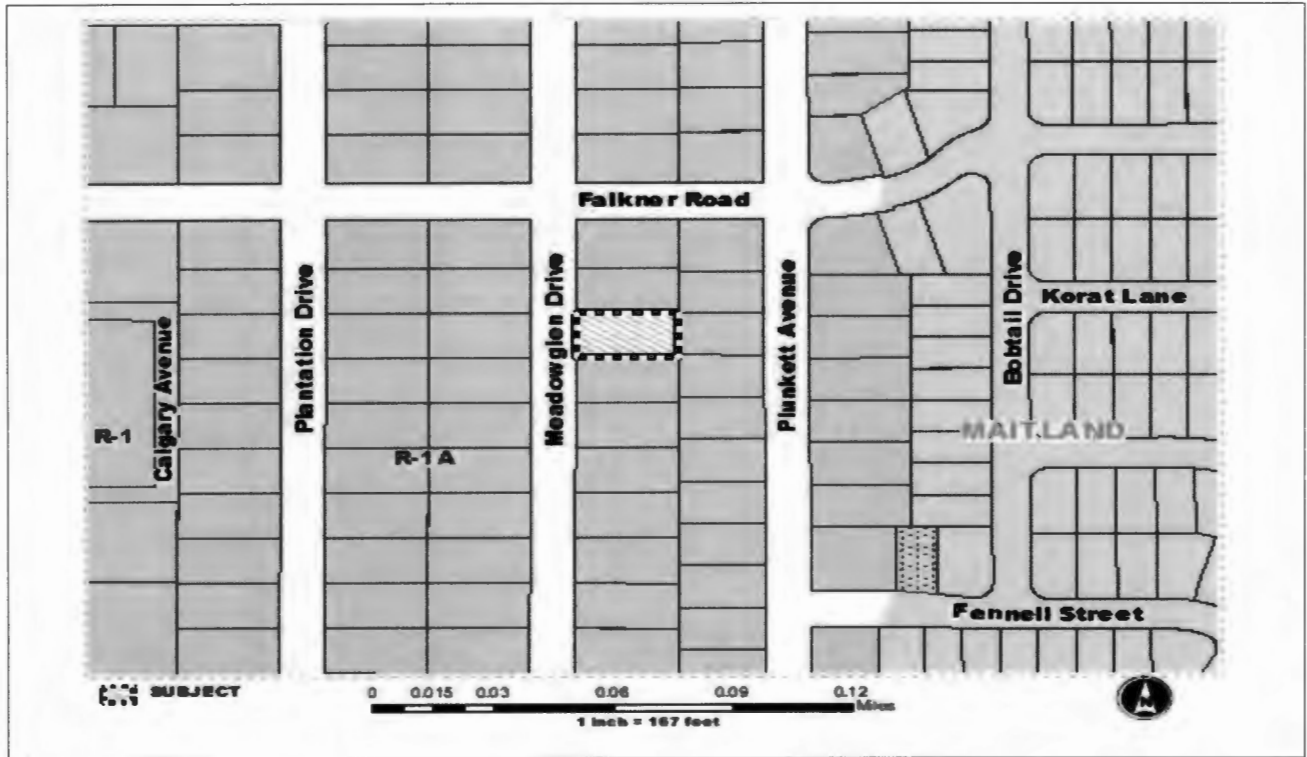 Falkner Road
Plantation Drive
Meadowglen Drive
Plunkett Avenue
Bobtail Drive
Korat Lane
Calgary Avenue
R-1
R-1A
MAITLAND
Fennell Street
SUBJECT
0 0.015 0.03 0.06 0.09 0.12
Miles
1 inch = 167 feet
N